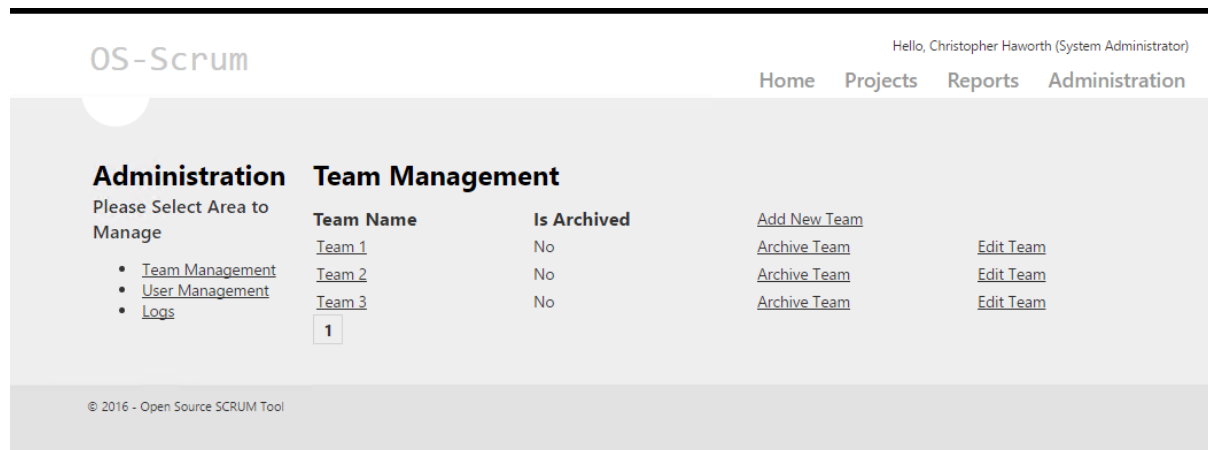 OS-Scrum
Hello, Christopher Haworth (System Administrator)
Home Projects Reports Administration
Administration
Please Select Area to
Manage
Team Management
User Management
Logs
Team Management
Team Name Is Archived Add New Team
Team 1 No Archive Team Edit Team
Team 2 No Archive Team Edit Team
Team 3 No Archive Team Edit Team
1
© 2016 - Open Source SCRUM Tool